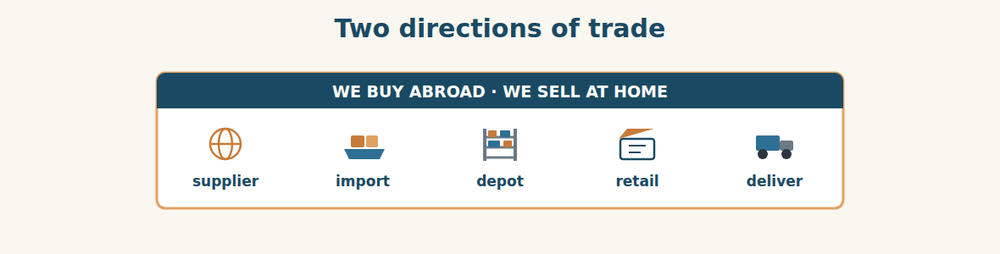 Two directions of trade
WE BUY ABROAD · WE SELL AT HOME
supplier import depot retail deliver